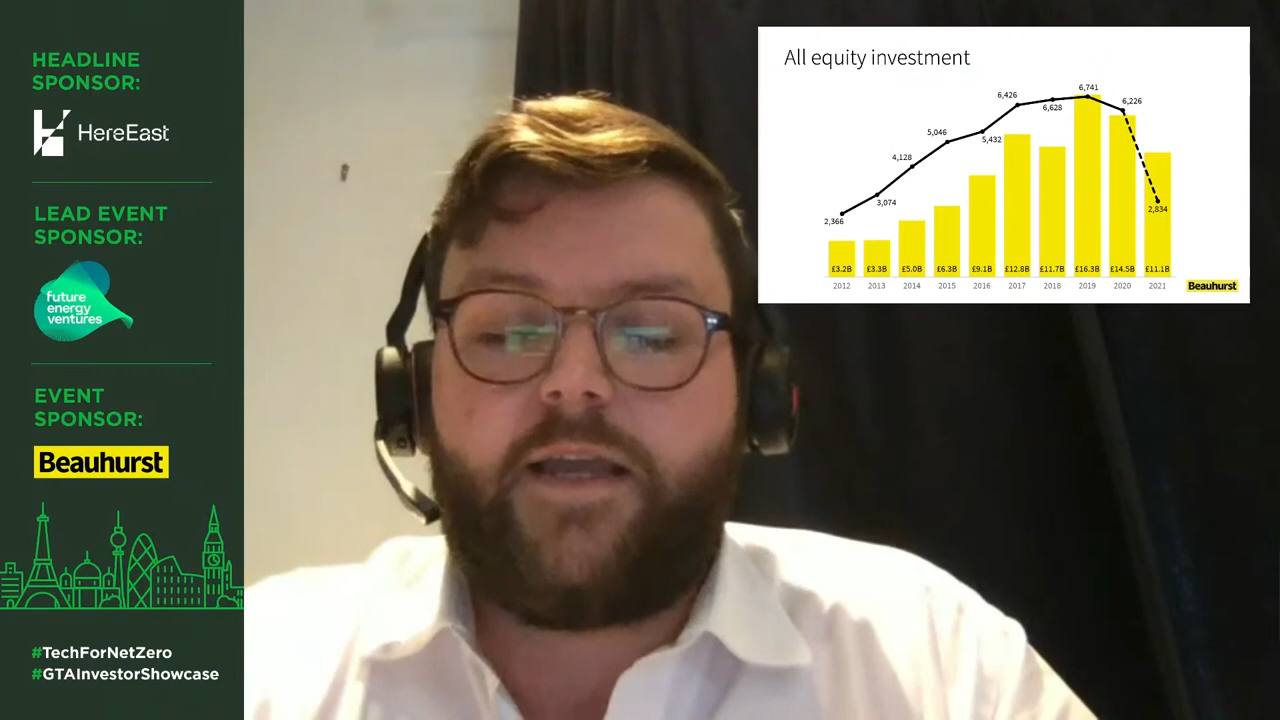 HEADLINE
SPONSOR:
HereEast
LEAD EVENT
SPONSOR:
future
energy
ventures
EVENT
SPONSOR:
Beauhurst
#TechForNetZero
#GTAInvestorShowcase
All equity investment
2,366
3,074
4,128
5,046
5,432
6,426
6,628
6,741
6,226
2,834
£3.2B
£3.3B
£5.0B
£6.3B
£9.1B
£12.8B
£11.7B
£16.3B
£14.5B
£11.1B
2012
2013
2014
2015
2016
2017
2018
2019
2020
2021
Beauhurst